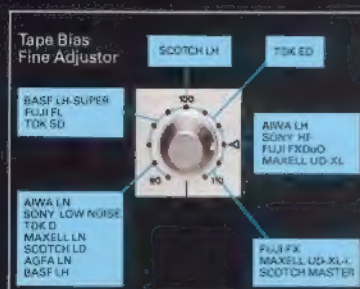 Tape Bias
Fine Adjustor
SCOTCH LH
TDK ED
BASF LH-SUPER
FUJI FL
TDK SD
100
AIWA LH
SONY HF
FUJI FXDuO
MAXELL UD-XL
80
110
AIWA LN
SONY LOW NOISE
TDK D
MAXELL LN
SCOTCH LD
AGFA LN
BASF LH
FUJI FX
MAXELL UD-XL-I
SCOTCH MASTER